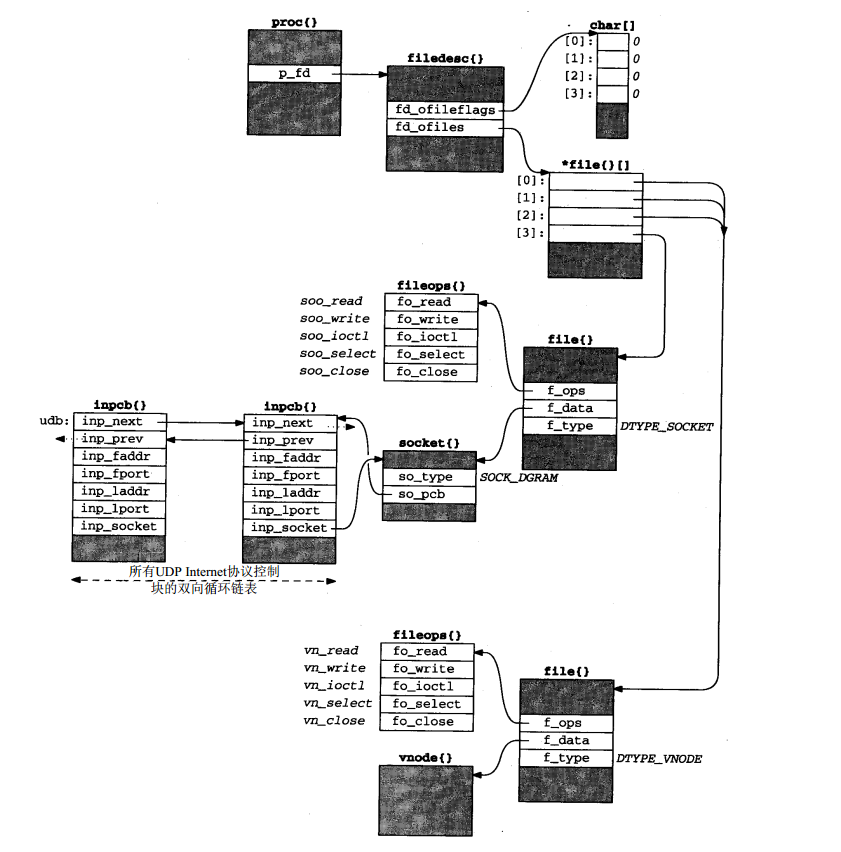 proc{}
p_fd
filedesc{}
fd_ofileflags
fd_ofiles
char[]
[0]: 0
[1]: 0
[2]: 0
[3]: 0
*file{}[]
[0]:
[1]:
[2]:
[3]:
fileops{}
soo_read fo_read
soo_write fo_write
soo_ioctl fo_ioctl
soo_select fo_select
soo_close fo_close
file{}
f_ops
f_data
f_type DTYPE_SOCKET
inpcb{}
udb: inp_next
inp_prev
inp_faddr
inp_fport
inp_laddr
inp_lport
inp_socket
inpcb{}
inp_next
inp_prev
inp_faddr
inp_fport
inp_laddr
inp_lport
inp_socket
socket{}
so_type SOCK_DGRAM
so_pcb
所有UDP Internet协议控制
块的双向循环链表
fileops{}
vn_read fo_read
vn_write fo_write
vn_ioctl fo_ioctl
vn_select fo_select
vn_close fo_close
file{}
f_ops
f_data
f_type DTYPE_VNODE
vnode{}